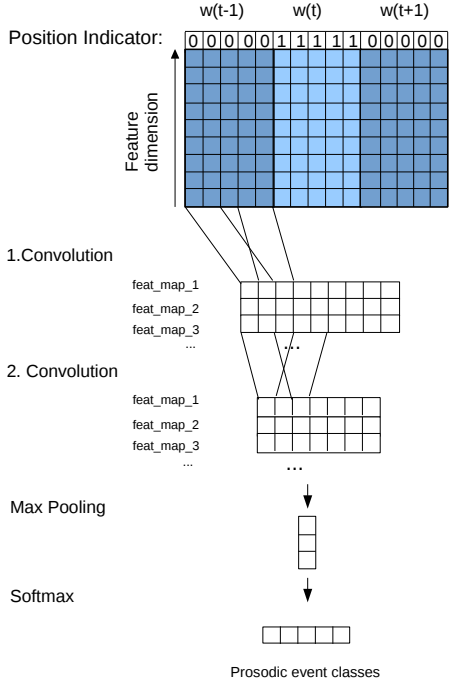 w(t-1) w(t) w(t+1)
Position Indicator: 0 0 0 0 0 1 1 1 1 1 0 0 0 0 0
Feature
dimension
1.Convolution
feat_map_1
feat_map_2
feat_map_3
... ...
2. Convolution
feat_map_1
feat_map_2
feat_map_3
... ...
Max Pooling
Softmax
Prosodic event classes